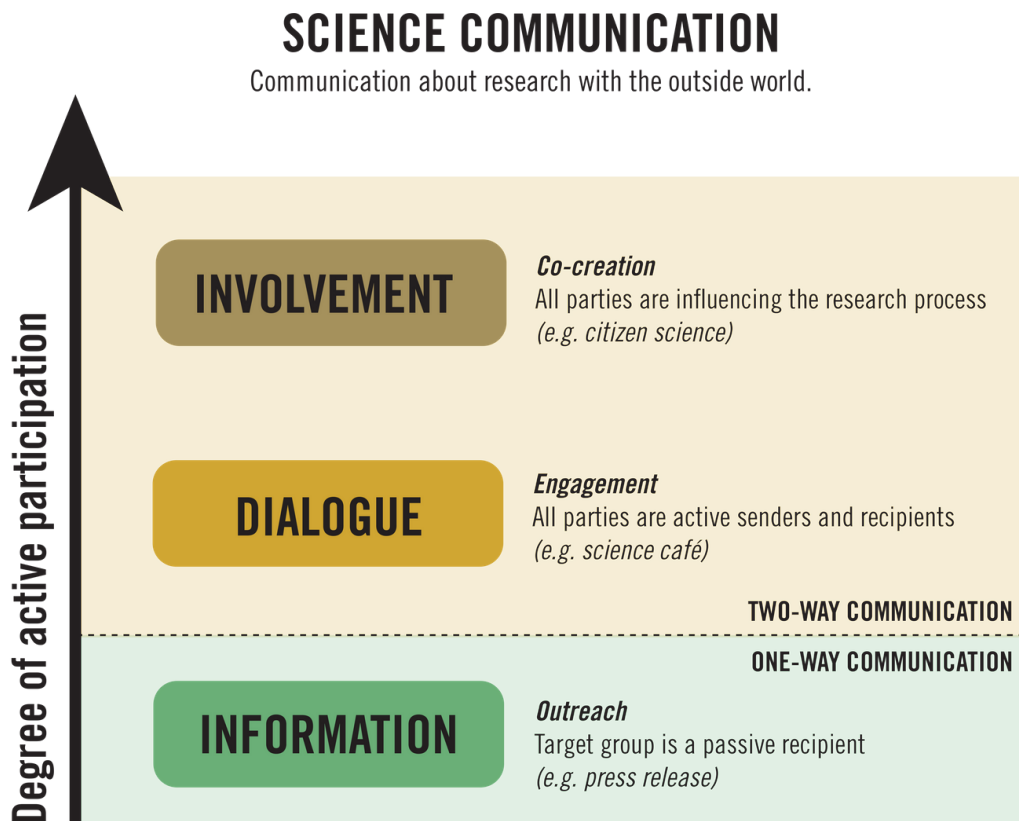 SCIENCE COMMUNICATION
Communication about research with the outside world.
Degree of active participation
INVOLVEMENT
Co-creation
All parties are influencing the research process
(e.g. citizen science)
DIALOGUE
Engagement
All parties are active senders and recipients
(e.g. science café)
TWO-WAY COMMUNICATION
ONE-WAY COMMUNICATION
INFORMATION
Outreach
Target group is a passive recipient
(e.g. press release)